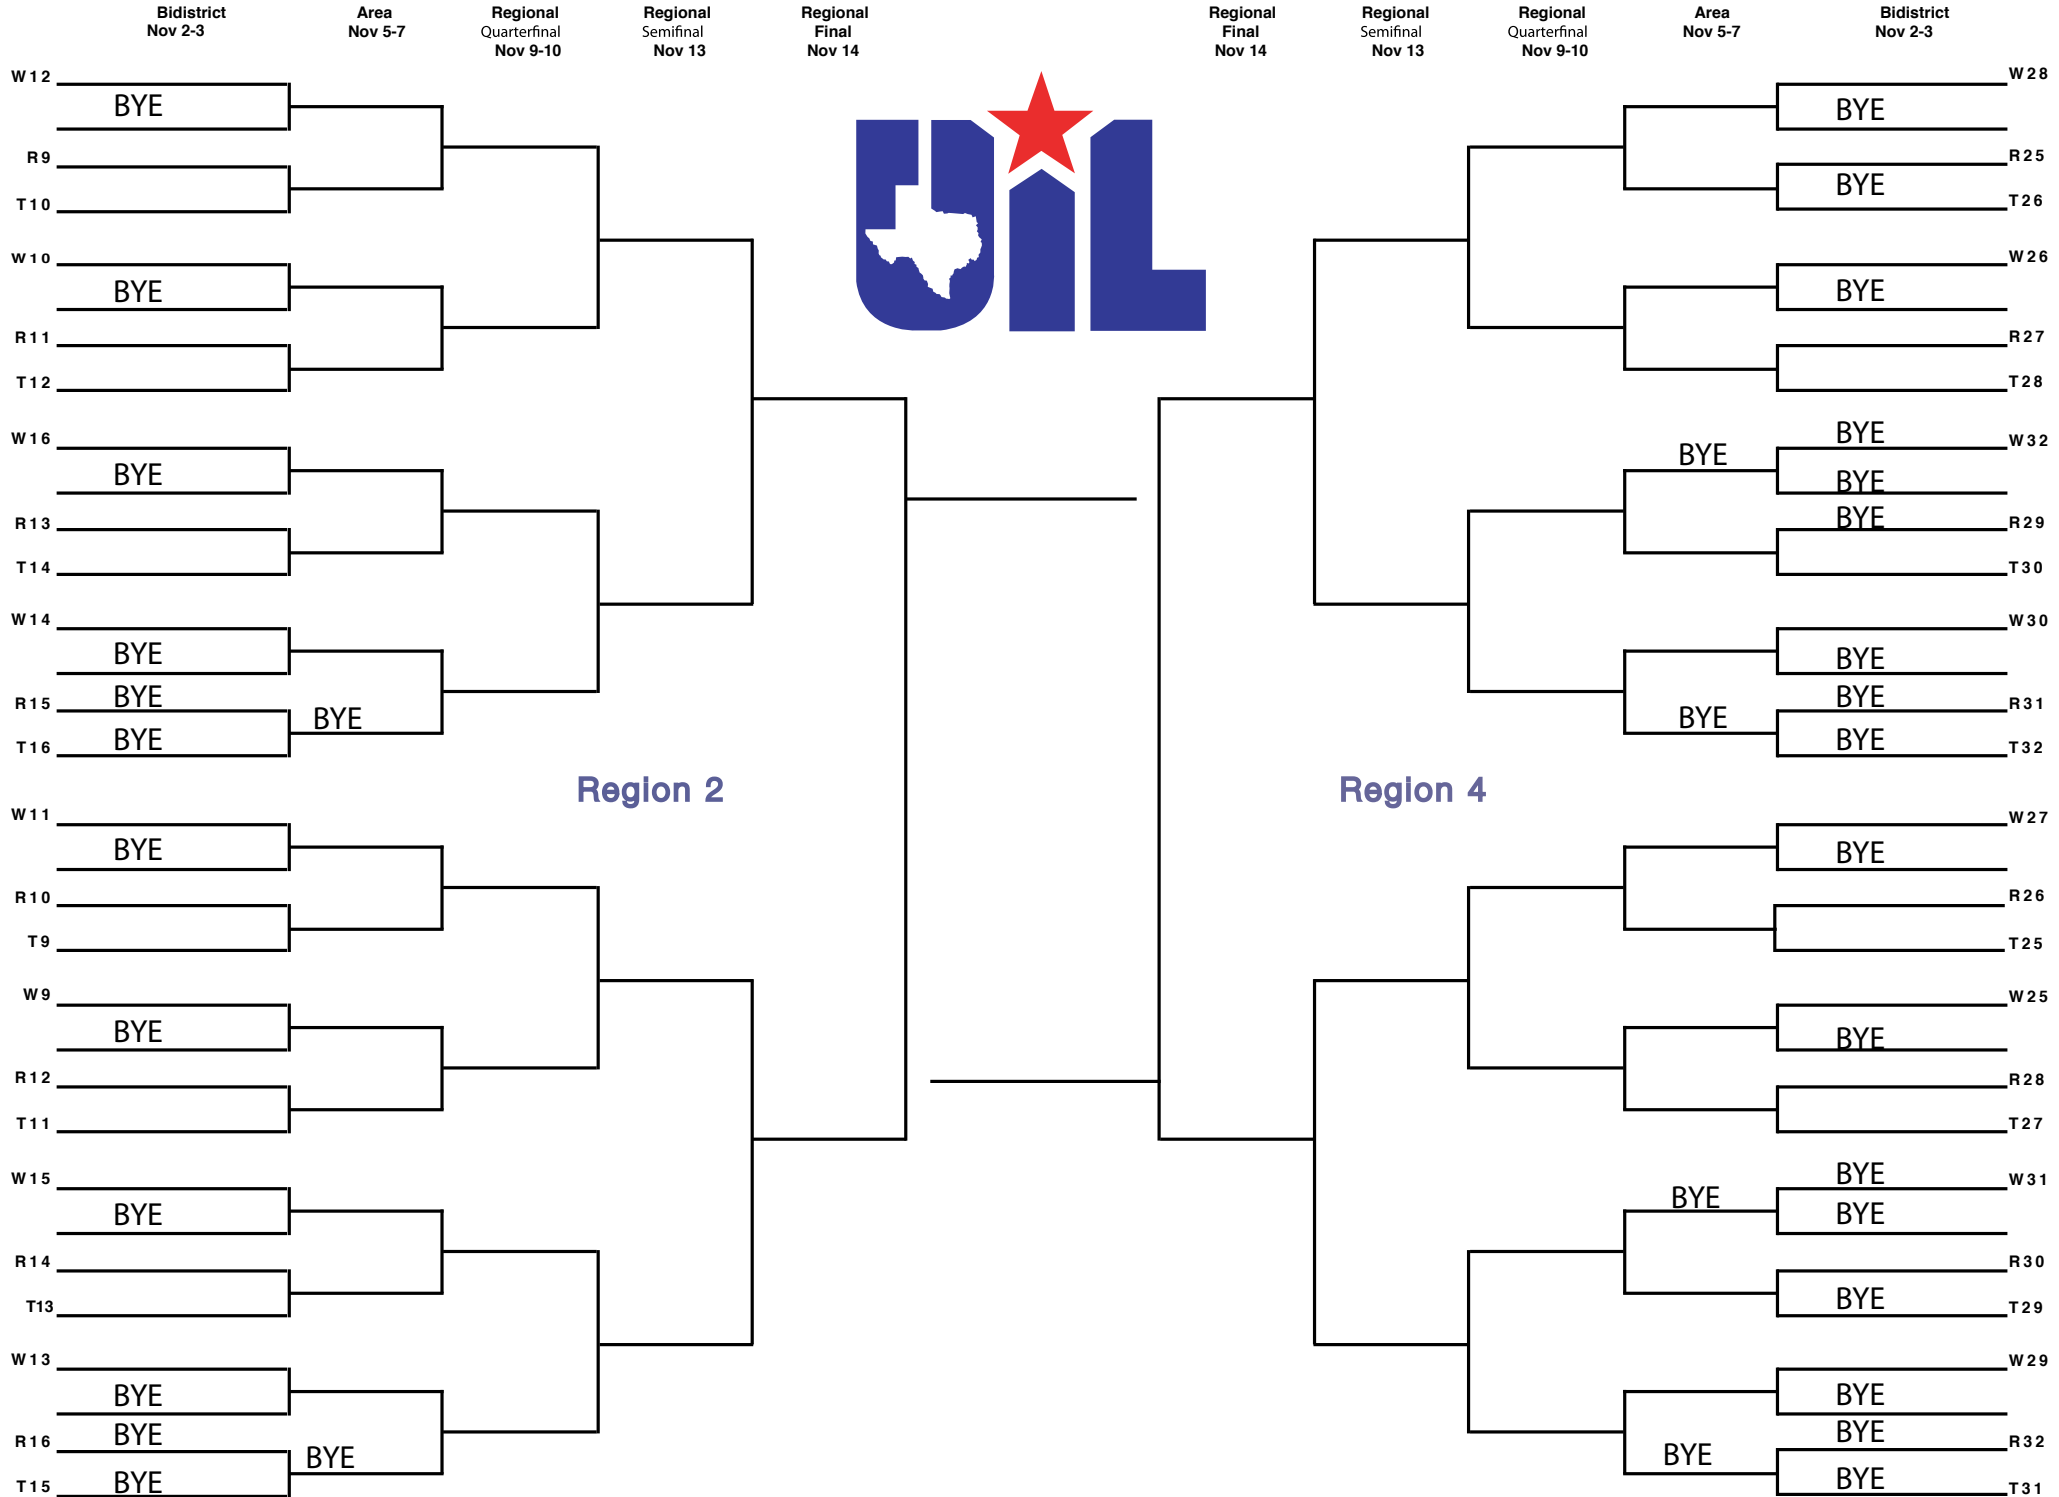 Bidistrict
Nov 2-3
Area
Nov 5-7
Regional
Quarterfinal
Nov 9-10
Regional
Semifinal
Nov 13
Regional
Final
Nov 14
Regional
Final
Nov 14
Regional
Semifinal
Nov 13
Regional
Quarterfinal
Nov 9-10
Area
Nov 5-7
Bidistrict
Nov 2-3
UIL
W12
BYE
R9
T10
W10
BYE
R11
T12
W16
BYE
R13
T14
W14
BYE
BYE
R15
BYE
BYE
T16
Region 2
W11
BYE
R10
T9
W9
BYE
R12
T11
W15
BYE
R14
T13
W13
BYE
BYE
R16
BYE
BYE
T15
W28
BYE
R25
BYE
T26
W26
BYE
R27
T28
BYE
W32
BYE
BYE
BYE
R29
T30
W30
BYE
BYE
R31
BYE
BYE
T32
Region 4
W27
BYE
R26
T25
W25
BYE
R28
T27
BYE
W31
BYE
BYE
R30
BYE
T29
W29
BYE
BYE
R32
BYE
BYE
T31